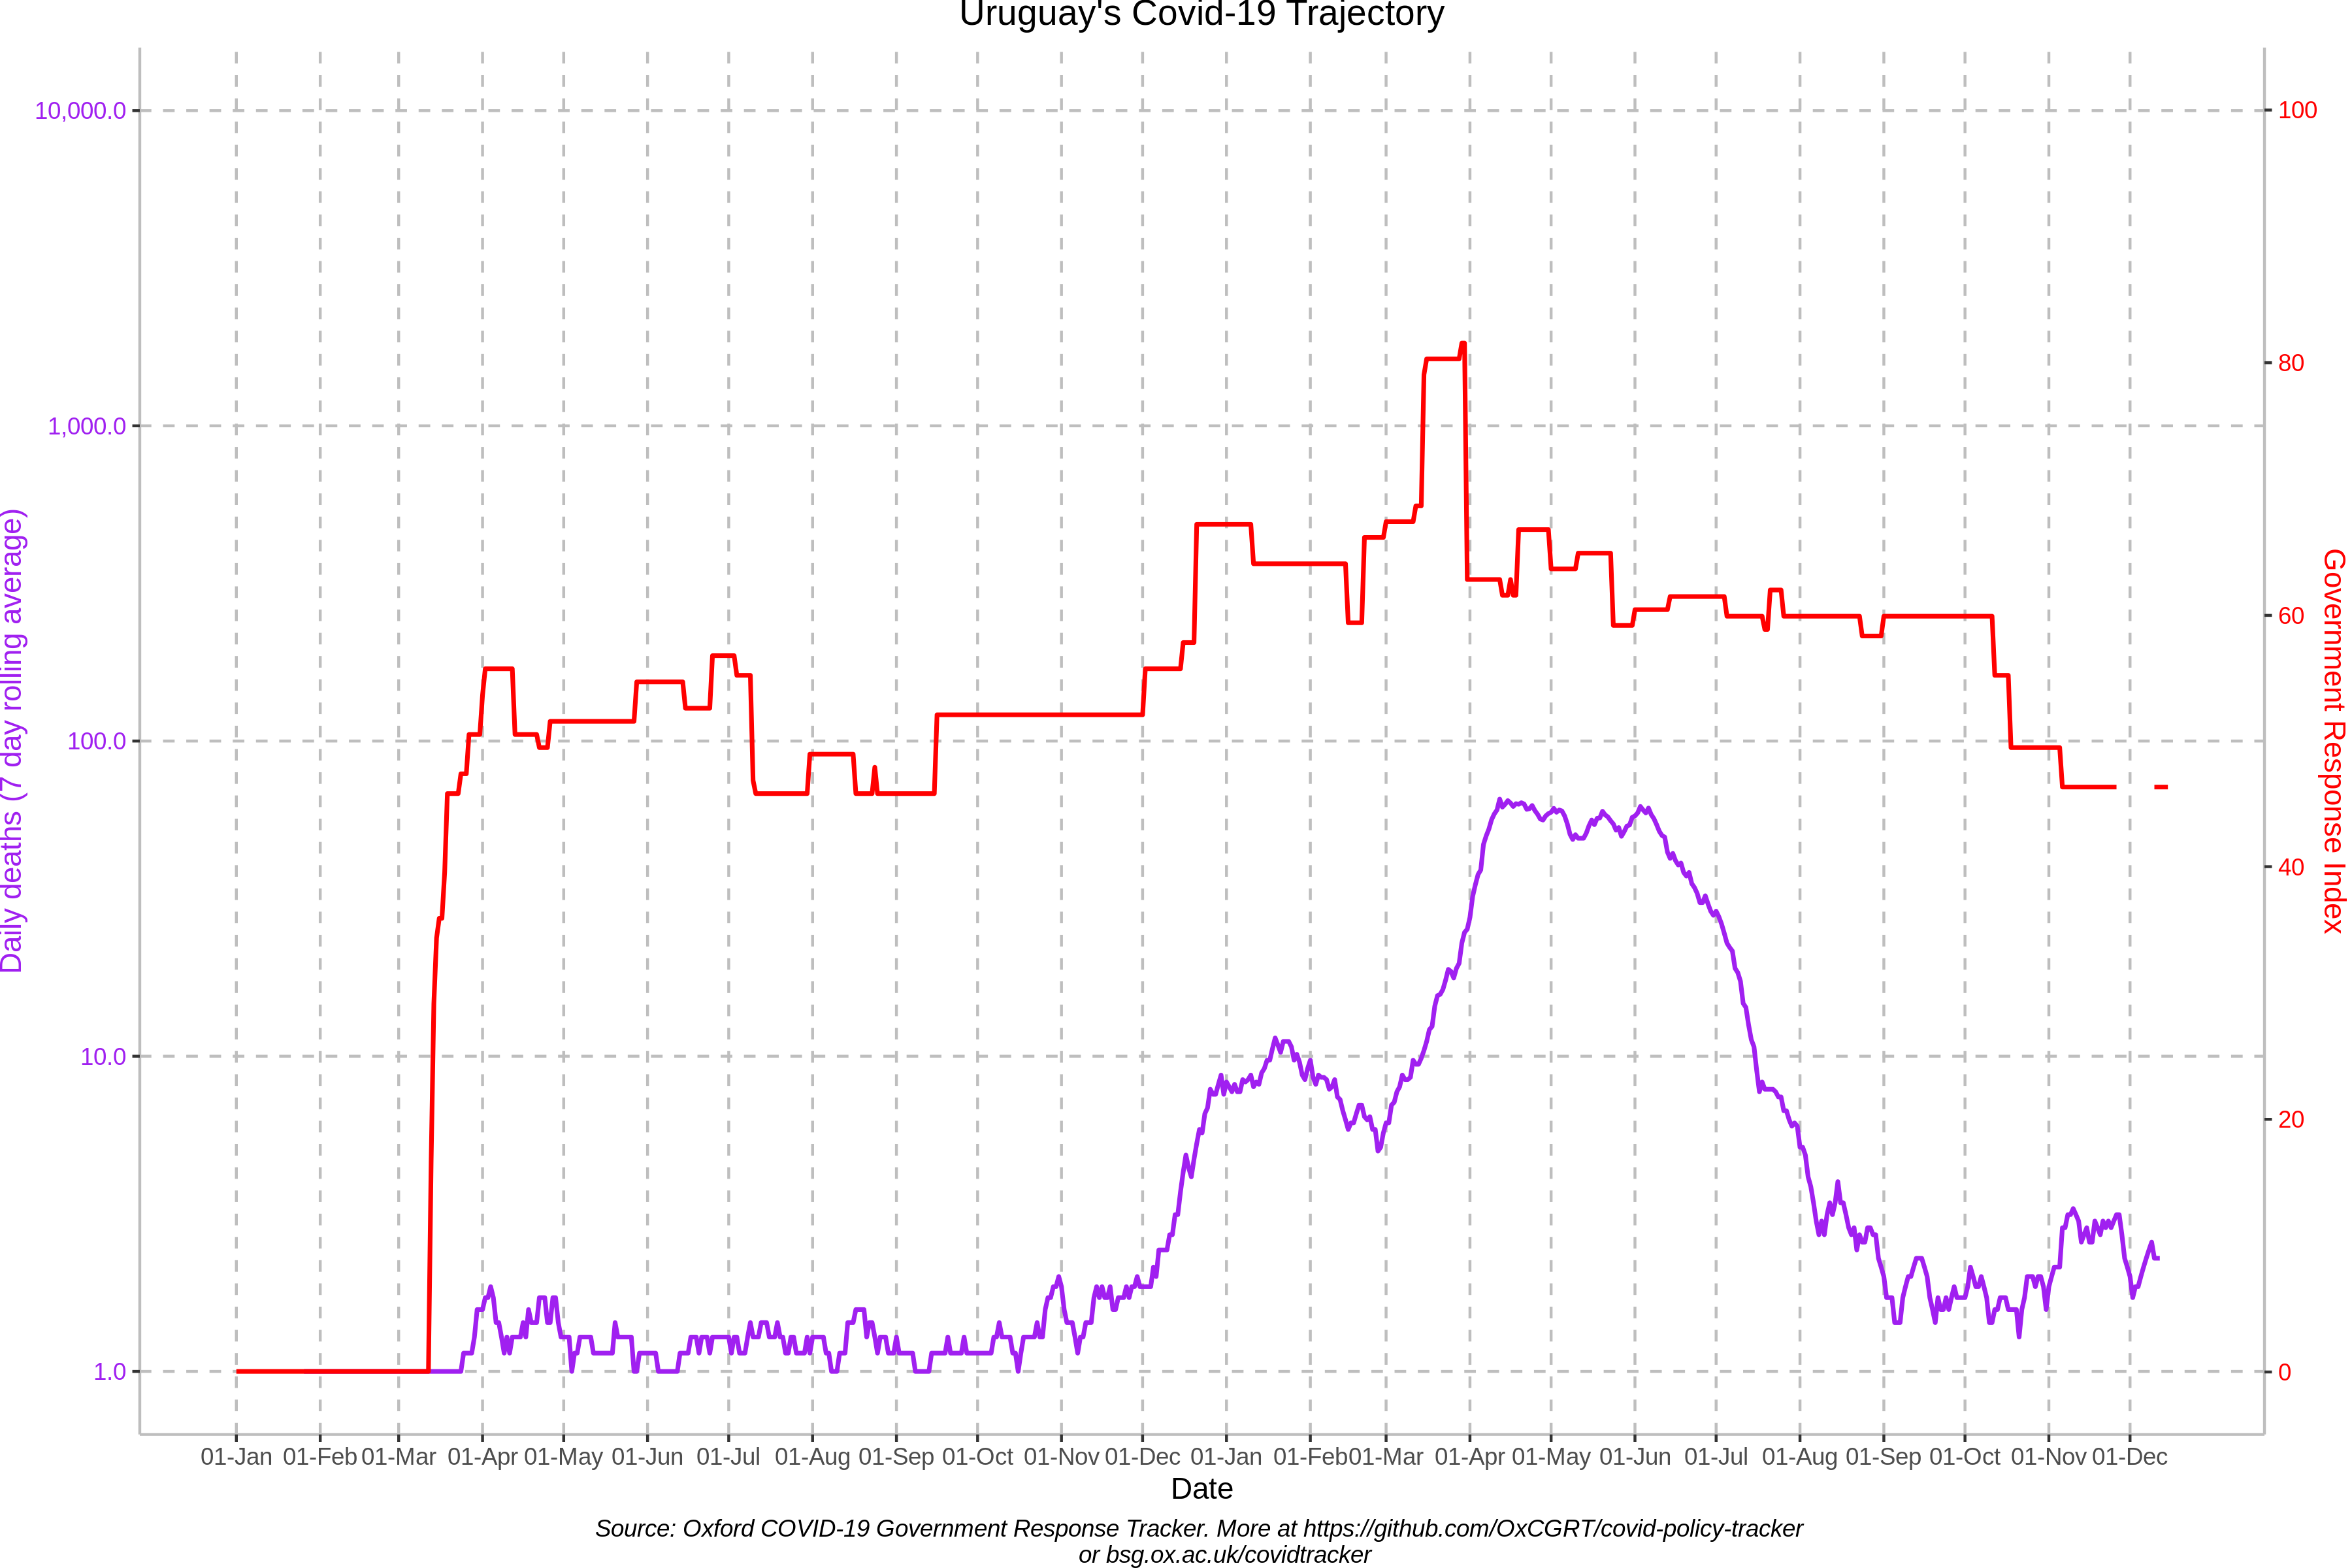 Uruguay's Covid-19 Trajectory
10,000.0
1,000.0
100.0
10.0
1.0
Daily deaths (7 day rolling average)
100
80
60
40
20
0
Government Response Index
01-Jan 01-Feb 01-Mar 01-Apr 01-May 01-Jun 01-Jul 01-Aug 01-Sep 01-Oct 01-Nov 01-Dec 01-Jan 01-Feb 01-Mar 01-Apr 01-May 01-Jun 01-Jul 01-Aug 01-Sep 01-Oct 01-Nov 01-Dec
Date
Source: Oxford COVID-19 Government Response Tracker. More at https://github.com/OxCGRT/covid-policy-tracker
or bsg.ox.ac.uk/covidtracker